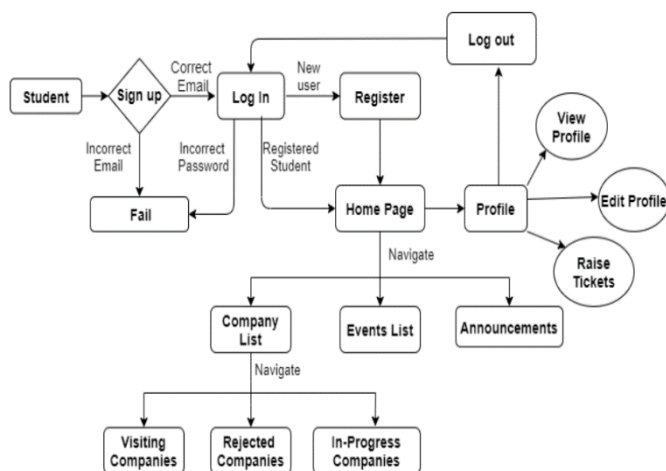 Log out
Correct
Email
New
user
Student
Sign up
Log In
Register
View
Profile
Incorrect
Email
Incorrect
Password
Registered
Student
Fail
Home Page
Profile
Edit Profile
Raise
Tickets
Navigate
Company
List
Events List
Announcements
Navigate
Visiting
Companies
Rejected
Companies
In-Progress
Companies